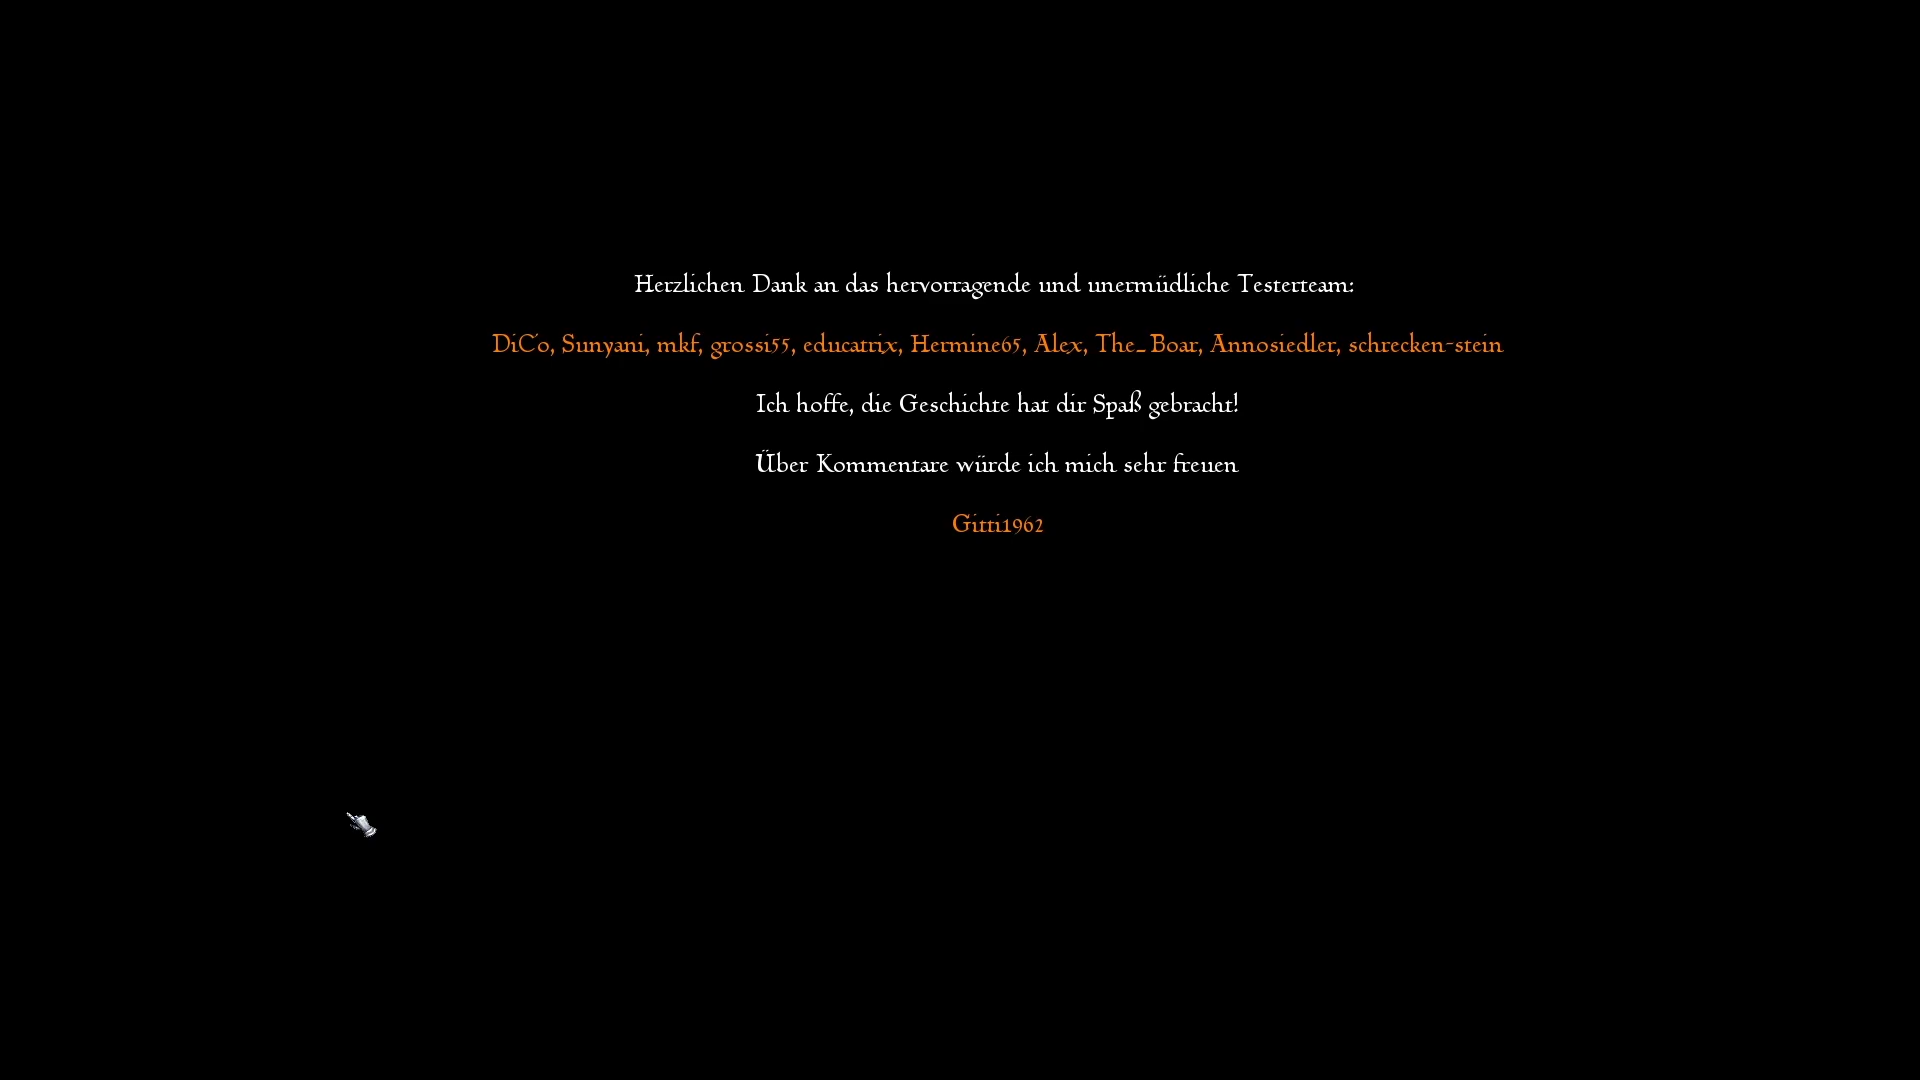 Herzlichen Dank an das hervorragende und unermüdliche Testerteam:
DiCo, Sunyani, mkf, grossi55, educatrix, Hermine65, Alex, The_Boar, Annosiedler, schrecken-stein
Ich hoffe, die Geschichte hat dir Spaß gebracht!
Über Kommentare würde ich mich sehr freuen
Gitti1962